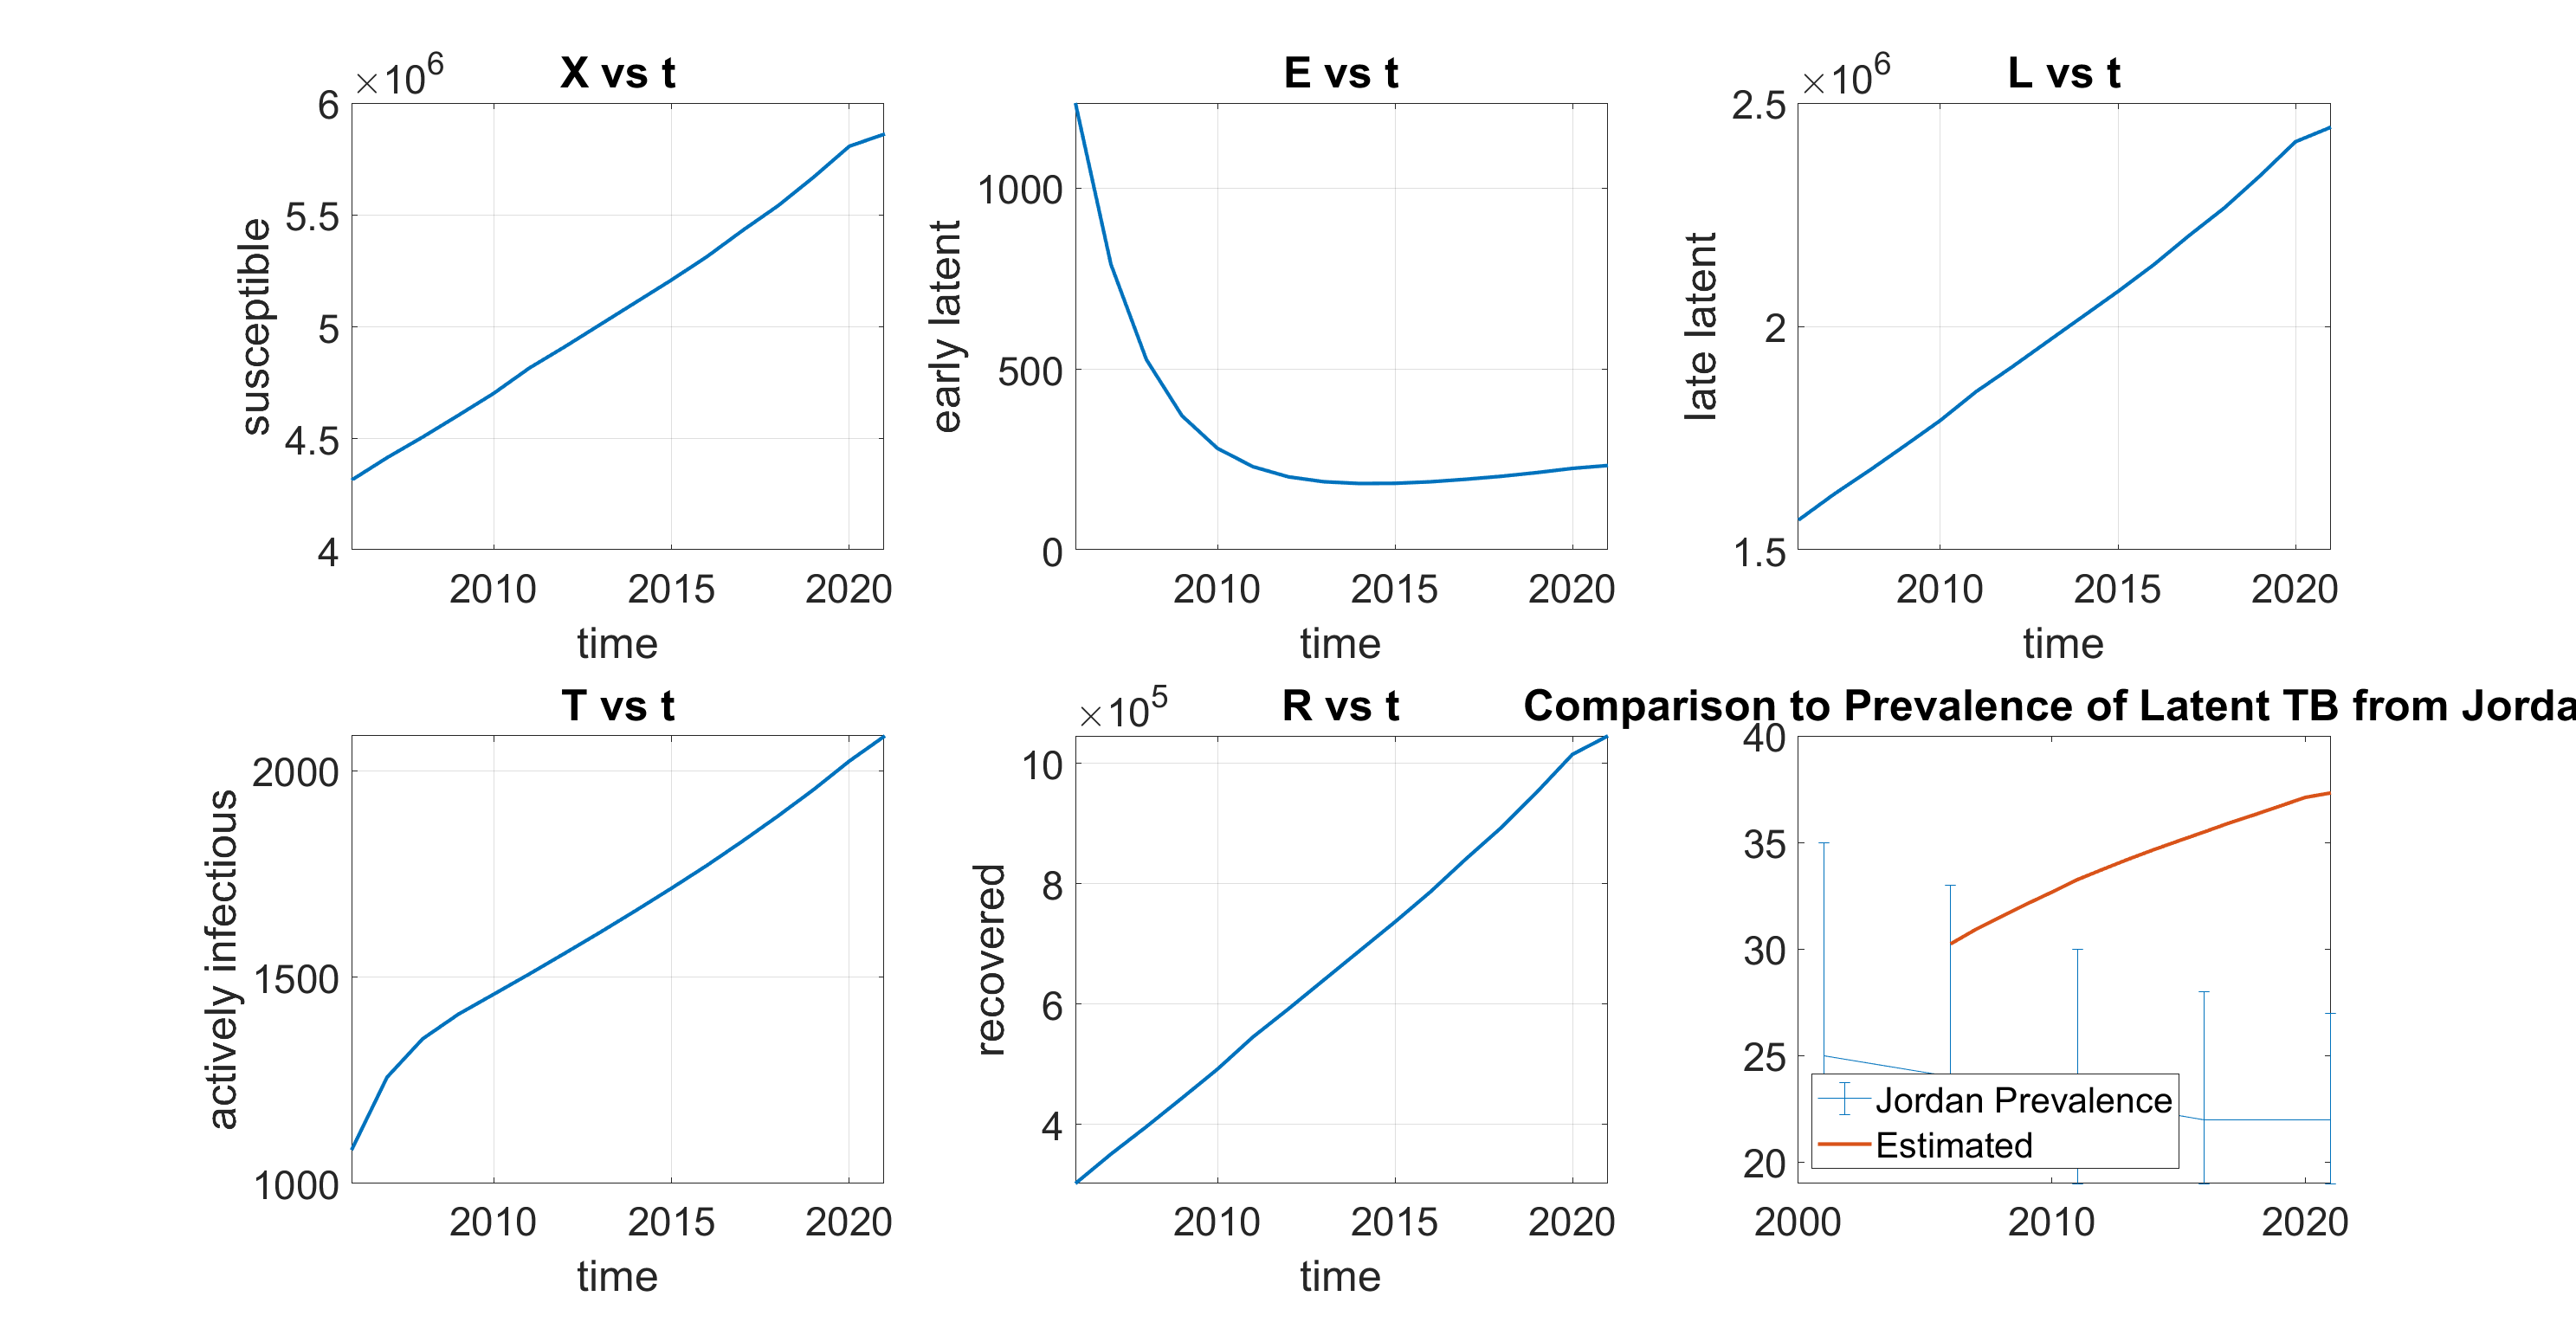 X vs t
×10^6
6
5.5
5
4.5
4
susceptible
2010 2015 2020
time
E vs t
1000
500
0
early latent
2010 2015 2020
time
L vs t
×10^6
2.5
2
1.5
late latent
2010 2015 2020
time
T vs t
2000
1500
1000
actively infectious
2010 2015 2020
time
R vs t
×10^5
10
8
6
4
recovered
2010 2015 2020
time
Comparison to Prevalence of Latent TB from Jorda
40
35
30
25
20
Jordan Prevalence
Estimated
2000 2010 2020